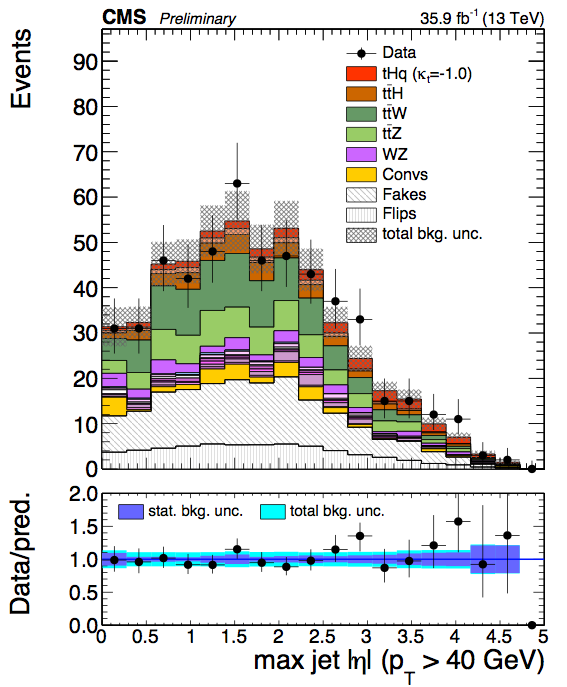 CMS Preliminary 35.9 fb⁻¹ (13 TeV)
Events
90
80
70
60
50
40
30
20
10
0
Data
tHq (κt=-1.0)
ttH
ttW
ttZ
WZ
Convs
Fakes
Flips
total bkg. unc.
Data/pred.
2.0
1.5
1.0
0.5
0.0
stat. bkg. unc.
total bkg. unc.
0 0.5 1 1.5 2 2.5 3 3.5 4 4.5 5
max jet |η| (pT > 40 GeV)